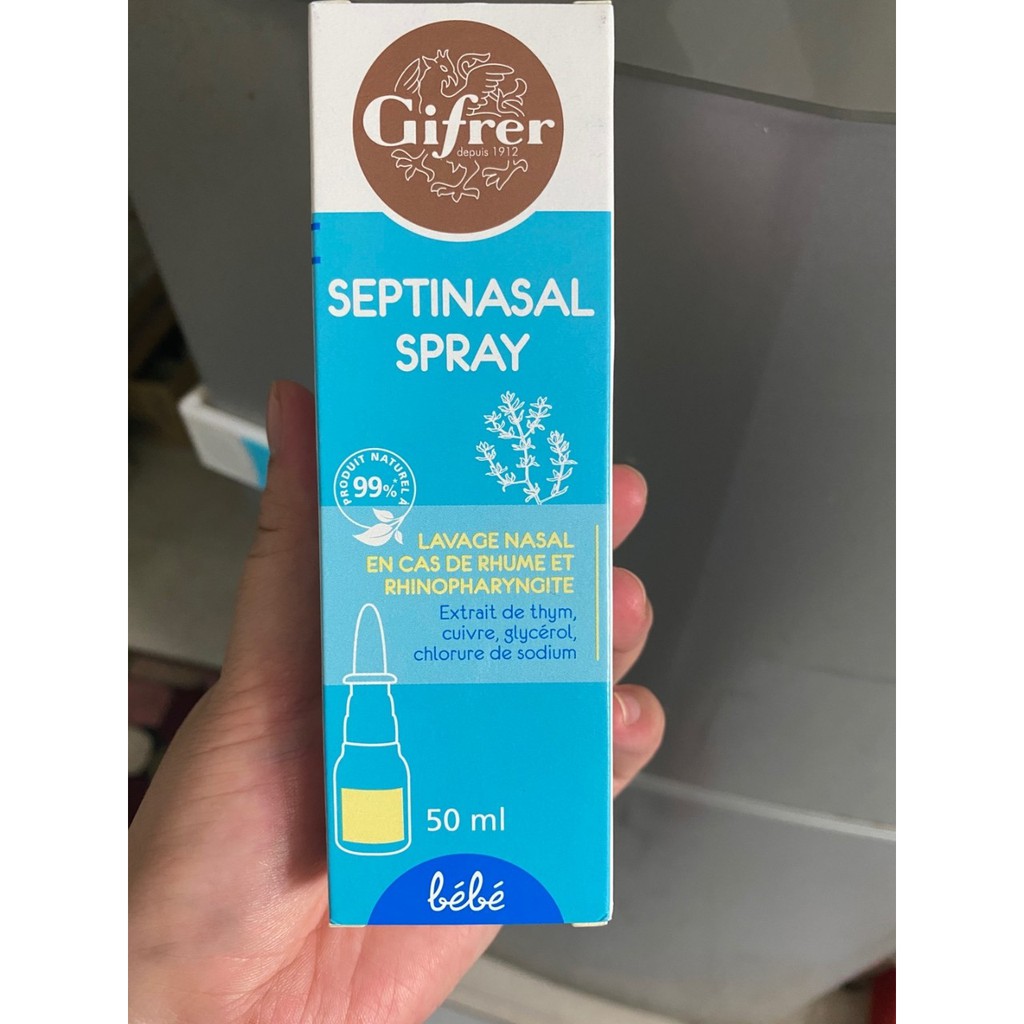 Gifrer
depuis 1912
SEPTINASAL
SPRAY
PRODUIT NATUREL À
99%*
LAVAGE NASAL
EN CAS DE RHUME ET
RHINOPHARYNGITE
Extrait de thym,
cuivre, glycérol,
chlorure de sodium
50 ml
bébé